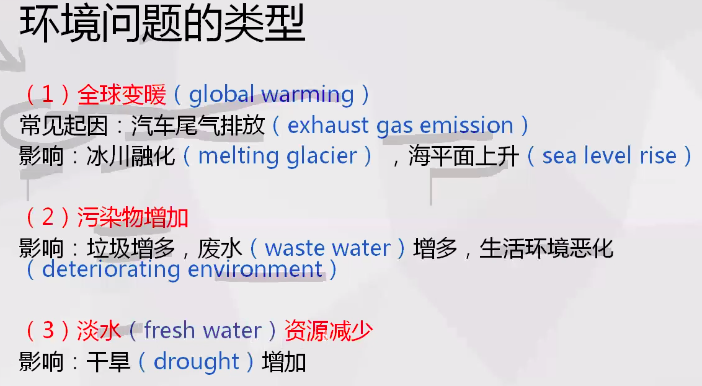 环境问题的类型
（1）全球变暖（global warming）
常见起因：汽车尾气排放（exhaust gas emission）
影响：冰川融化（melting glacier），海平面上升（sea level rise）
（2）污染物增加
影响：垃圾增多，废水（waste water）增多，生活环境恶化
（deteriorating environment）
（3）淡水（fresh water）资源减少
影响：干旱（drought）增加